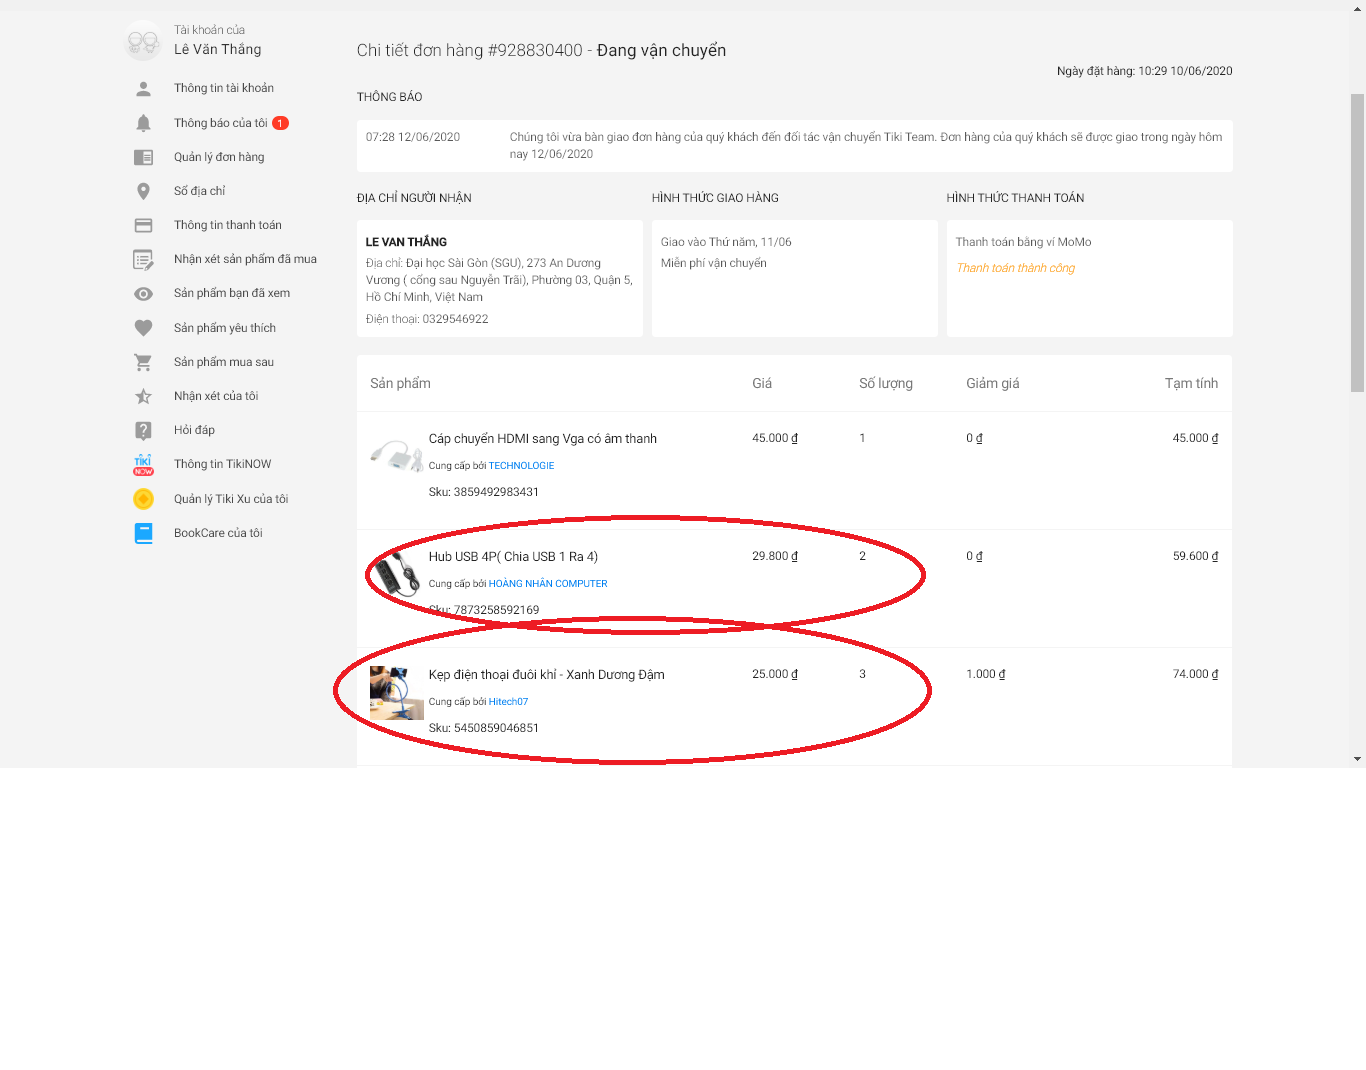 Tài khoản của
Lê Văn Thắng
Thông tin tài khoản
Thông báo của tôi 1
Quản lý đơn hàng
Sổ địa chỉ
Thông tin thanh toán
Nhận xét sản phẩm đã mua
Sản phẩm bạn đã xem
Sản phẩm yêu thích
Sản phẩm mua sau
Nhận xét của tôi
Hỏi đáp
TIKI NOW Thông tin TikiNOW
Quản lý Tiki Xu của tôi
BookCare của tôi
Chi tiết đơn hàng #928830400 - Đang vận chuyển
Ngày đặt hàng: 10:29 10/06/2020
THÔNG BÁO
07:28 12/06/2020 Chúng tôi vừa bàn giao đơn hàng của quý khách đến đối tác vận chuyển Tiki Team. Đơn hàng của quý khách sẽ được giao trong ngày hôm
nay 12/06/2020
ĐỊA CHỈ NGƯỜI NHẬN
LE VAN THẮNG
Địa chỉ: Đại học Sài Gòn (SGU), 273 An Dương
Vương ( cổng sau Nguyễn Trãi), Phường 03, Quận 5,
Hồ Chí Minh, Việt Nam
Điện thoại: 0329546922
HÌNH THỨC GIAO HÀNG
Giao vào Thứ năm, 11/06
Miễn phí vận chuyển
HÌNH THỨC THANH TOÁN
Thanh toán bằng ví MoMo
Thanh toán thành công
Sản phẩm Giá Số lượng Giảm giá Tạm tính
Cáp chuyển HDMI sang Vga có âm thanh 45.000 ₫ 1 0 ₫ 45.000 ₫
Cung cấp bởi TECHNOLOGIE
Sku: 3859492983431
Hub USB 4P( Chia USB 1 Ra 4) 29.800 ₫ 2 0 ₫ 59.600 ₫
Cung cấp bởi HOÀNG NHÂN COMPUTER
Sku: 7873258592169
Kẹp điện thoại đuôi khỉ - Xanh Dương Đậm 25.000 ₫ 3 1.000 ₫ 74.000 ₫
Cung cấp bởi Hitech07
Sku: 5450859046851